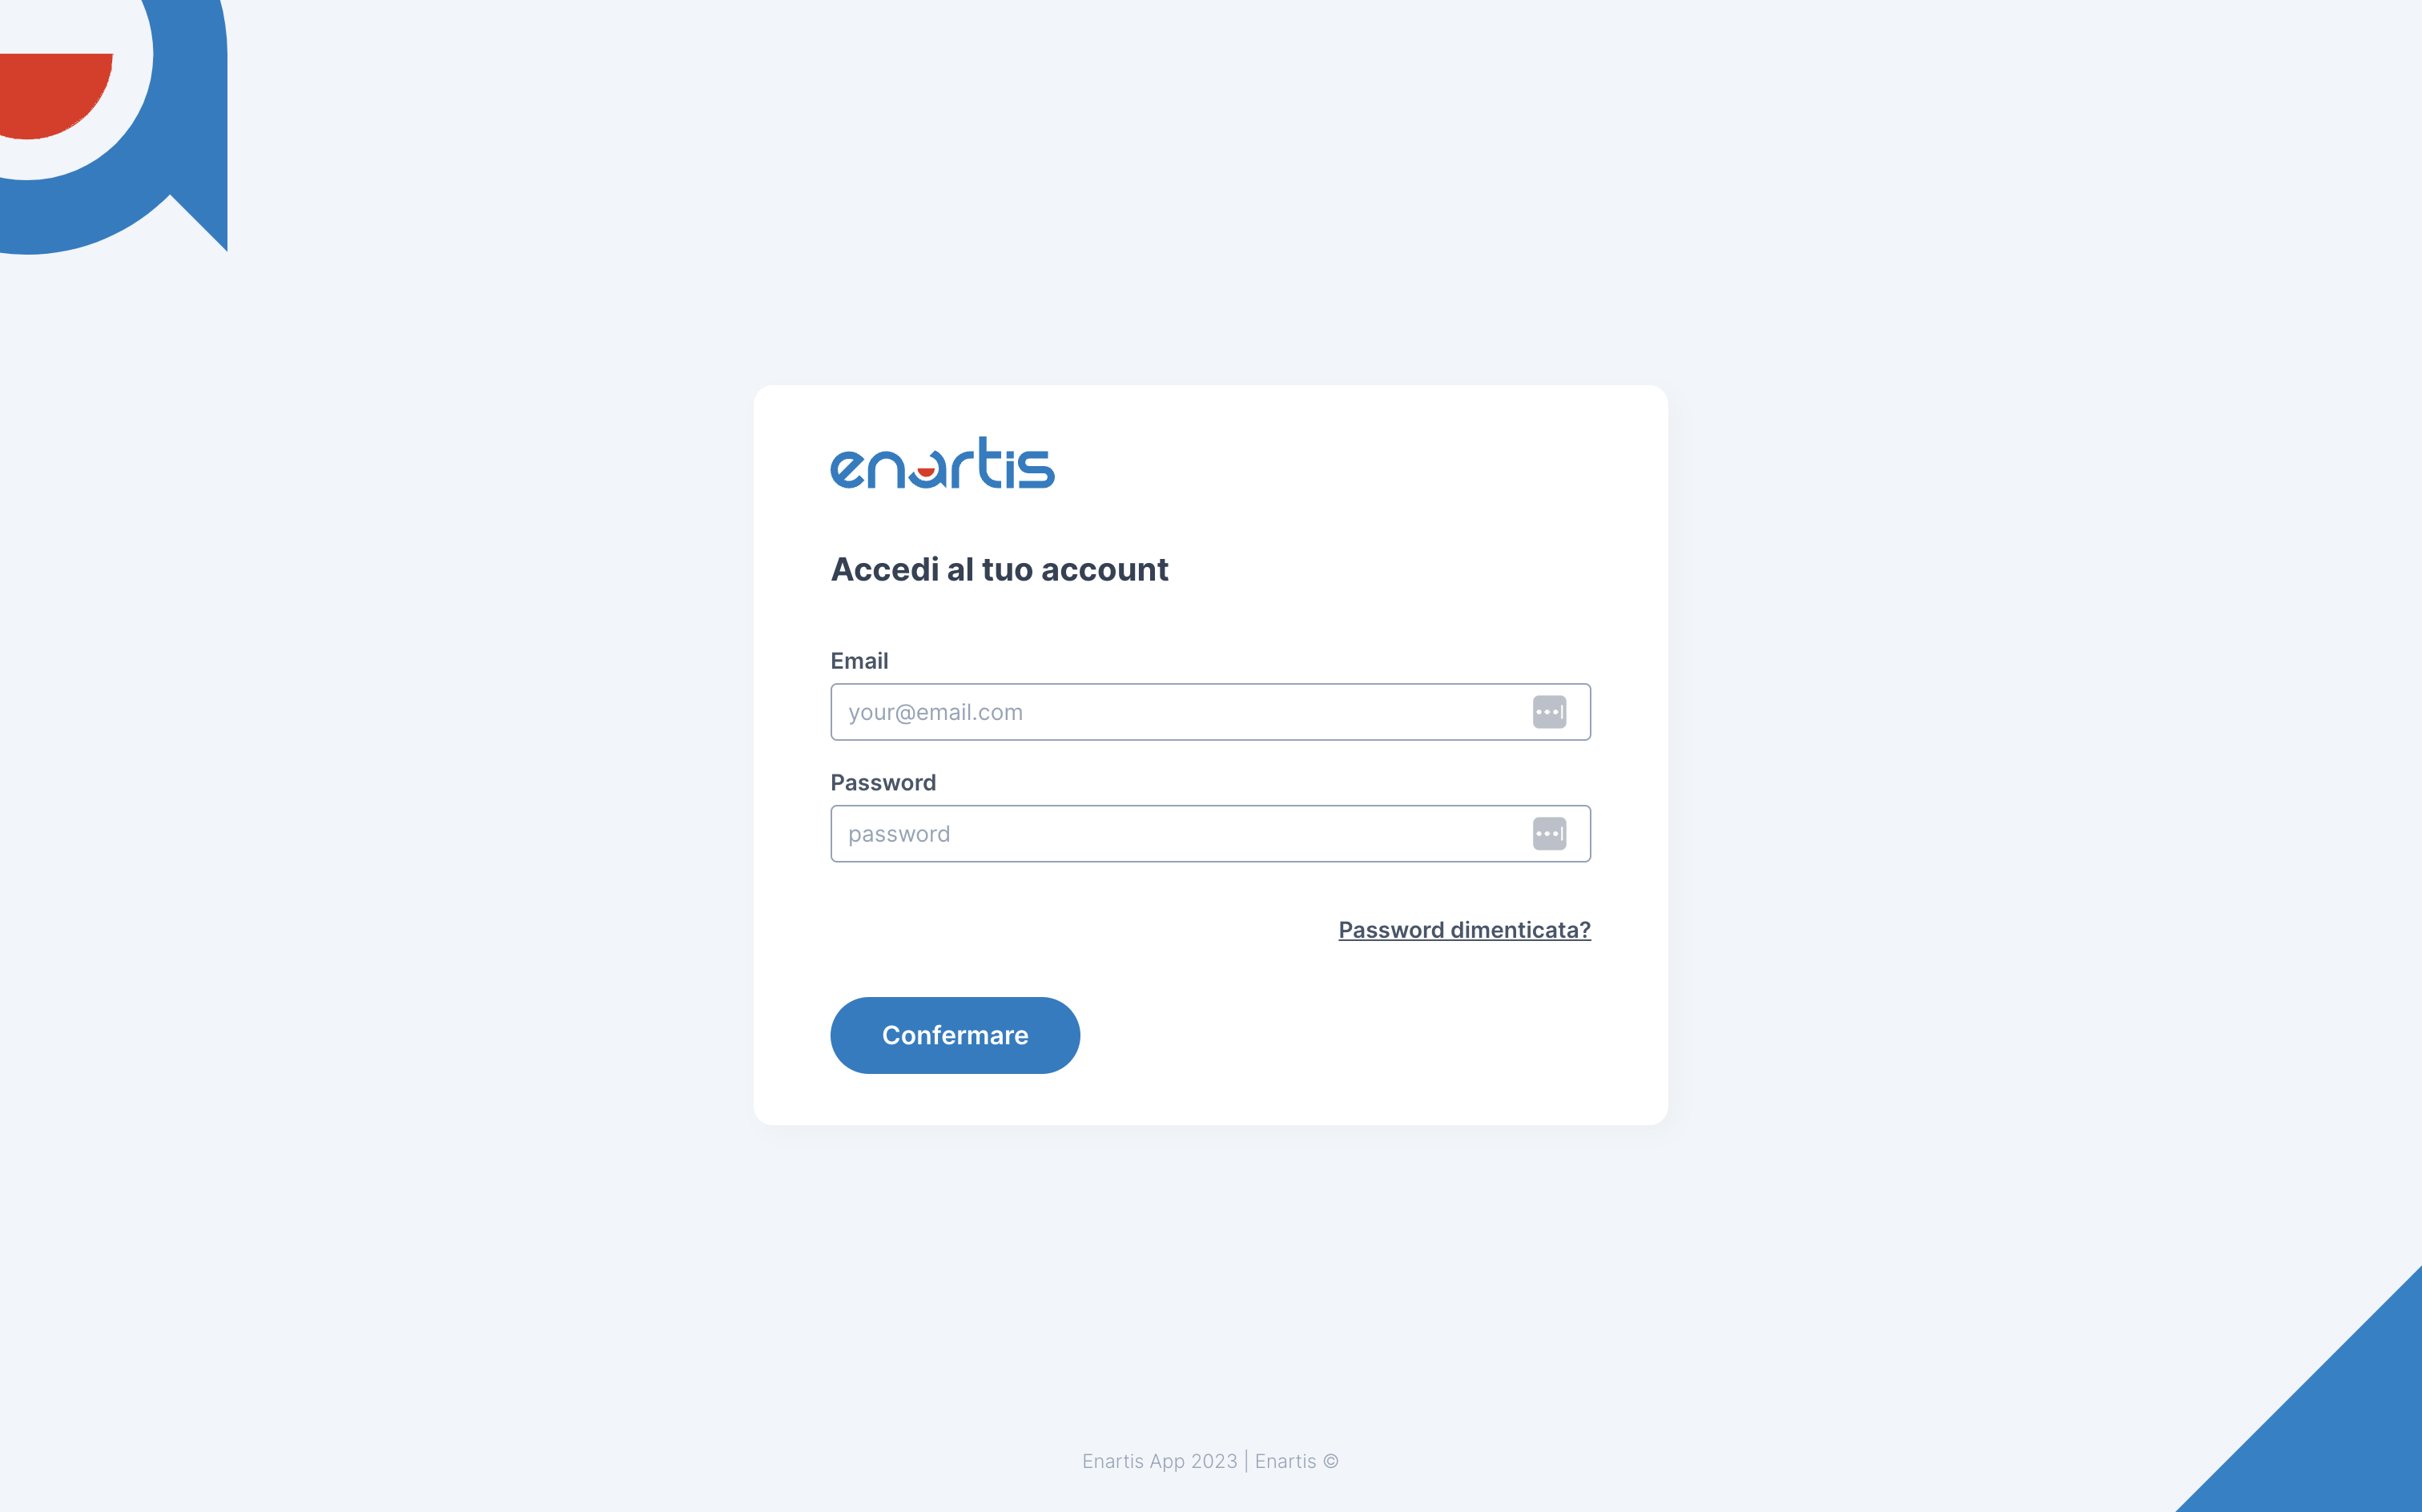 enartis
Accedi al tuo account
Email
your@email.com
Password
password
Password dimenticata?
Confermare
Enartis App 2023 | Enartis ©